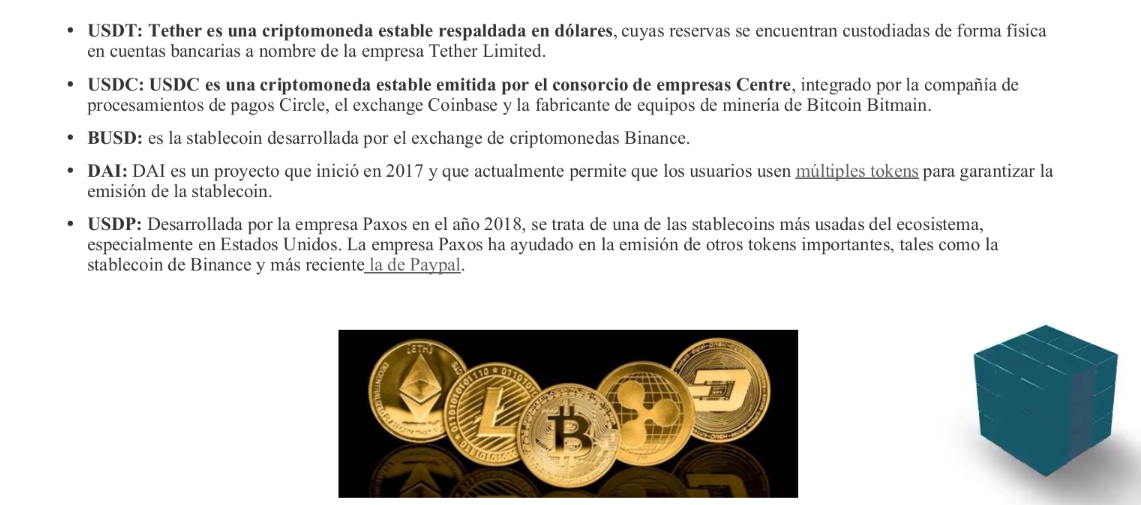 • USDT: Tether es una criptomoneda estable respaldada en dólares, cuyas reservas se encuentran custodiadas de forma física
en cuentas bancarias a nombre de la empresa Tether Limited.
• USDC: USDC es una criptomoneda estable emitida por el consorcio de empresas Centre, integrado por la compañía de
procesamientos de pagos Circle, el exchange Coinbase y la fabricante de equipos de minería de Bitcoin Bitmain.
• BUSD: es la stablecoin desarrollada por el exchange de criptomonedas Binance.
• DAI: DAI es un proyecto que inició en 2017 y que actualmente permite que los usuarios usen múltiples tokens para garantizar la
emisión de la stablecoin.
• USDP: Desarrollada por la empresa Paxos en el año 2018, se trata de una de las stablecoins más usadas del ecosistema,
especialmente en Estados Unidos. La empresa Paxos ha ayudado en la emisión de otros tokens importantes, tales como la
stablecoin de Binance y más reciente la de Paypal.